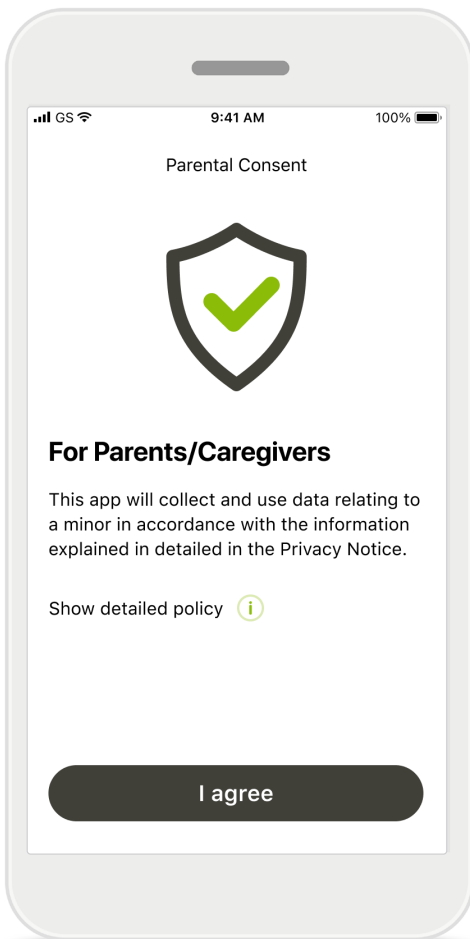 GS 9:41 AM 100%
Parental Consent
For Parents/Caregivers
This app will collect and use data relating to
a minor in accordance with the information
explained in detailed in the Privacy Notice.
Show detailed policy i
I agree